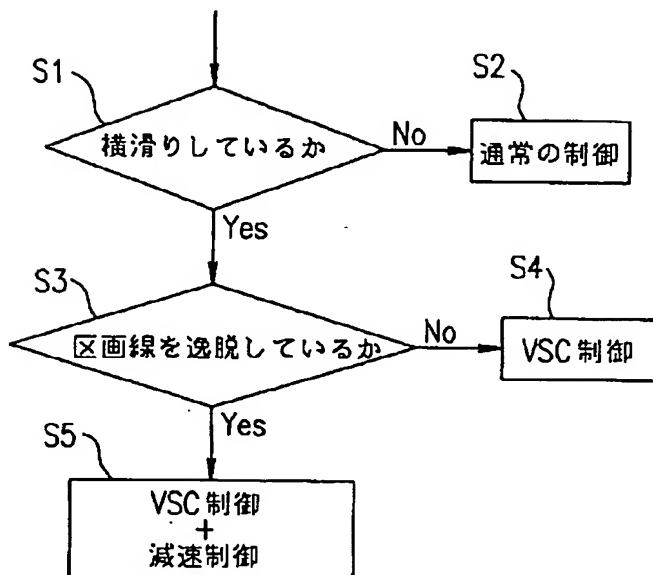 S1
横滑りしているか
No
S2
通常の制御
Yes
S3
区画線を逸脱しているか
No
S4
VSC制御
Yes
S5
VSC制御
+
減速制御